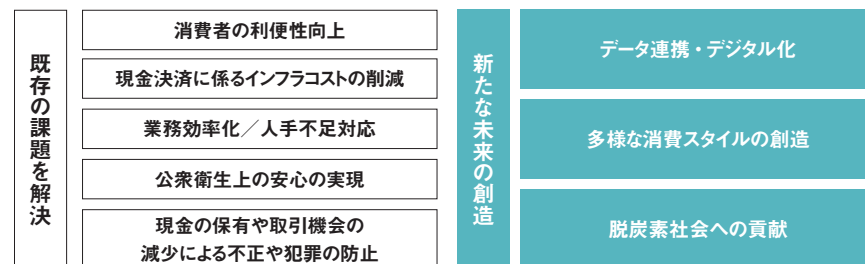 既存の課題を解決
消費者の利便性向上
現金決済に係るインフラコストの削減
業務効率化／人手不足対応
公衆衛生上の安心の実現
現金の保有や取引機会の
減少による不正や犯罪の防止
新たな未来の創造
データ連携・デジタル化
多様な消費スタイルの創造
脱炭素社会への貢献